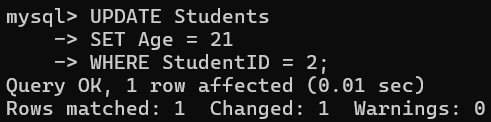 mysql> UPDATE Students
    -> SET Age = 21
    -> WHERE StudentID = 2;
Query OK, 1 row affected (0.01 sec)
Rows matched: 1  Changed: 1  Warnings: 0